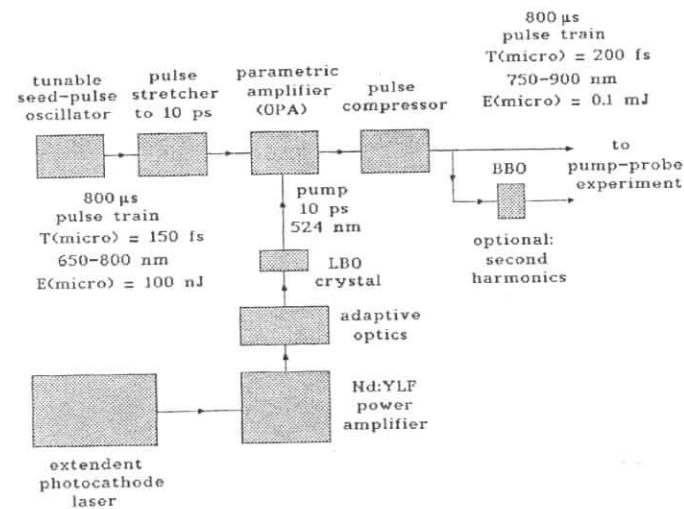 800 µs
pulse train
T(micro) = 200 fs
750-900 nm
E(micro) = 0.1 mJ
tunable
seed-pulse
oscillator
pulse
stretcher
to 10 ps
parametric
amplifier
(OPA)
pulse
compressor
to
pump-probe
experiment
BBO
optional:
second
harmonics
800 µs
pulse train
T(micro) = 150 fs
650-800 nm
E(micro) = 100 nJ
pump
10 ps
524 nm
LBO
crystal
adaptive
optics
Nd:YLF
power
amplifier
extendent
photocathode
laser